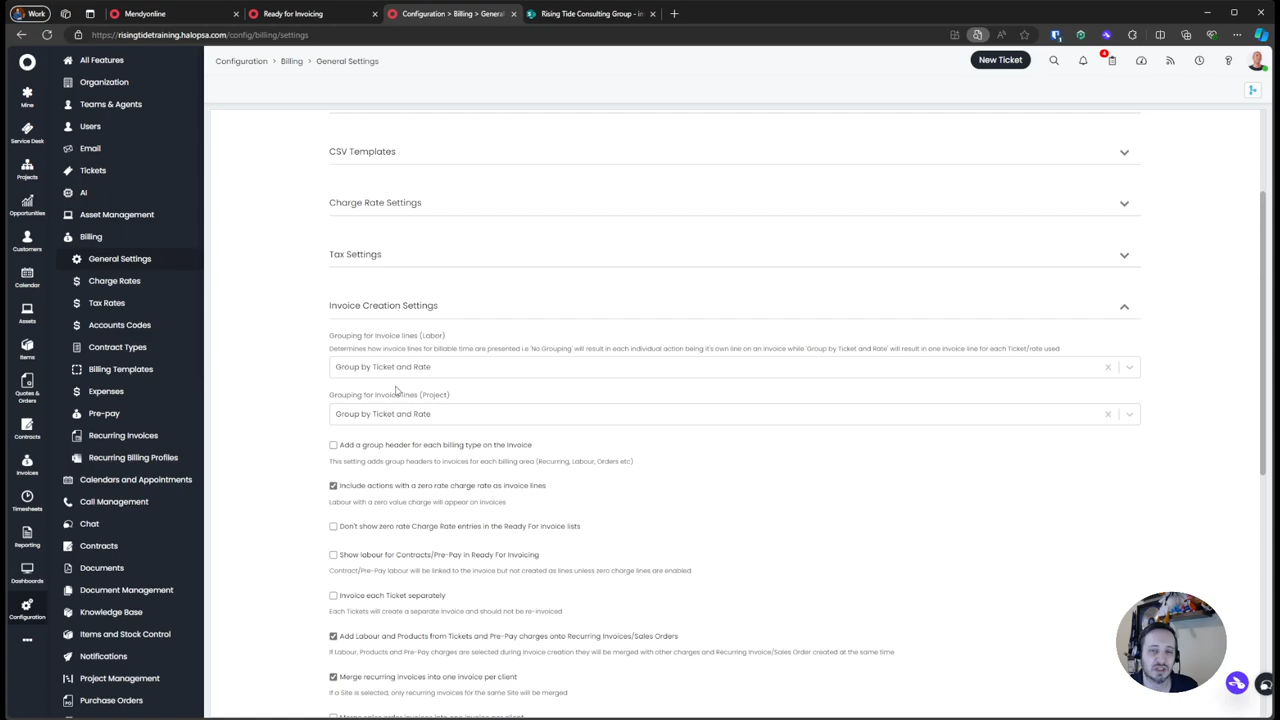 Work
Mendyonline
Ready for Invoicing
Configuration > Billing > General
Rising Tide Consulting Group - in
https://risingtidetraining.halopsa.com/config/billing/settings
Configuration > Billing > General Settings
New Ticket
4
Mine
Service Desk
Projects
Opportunities
Customers
Calendar
Assets
Items
Quotes & Orders
Contracts
Invoices
Timesheets
Reporting
Dashboards
Configuration
All Features
Organization
Teams & Agents
Users
Email
Tickets
AI
Asset Management
Billing
General Settings
Charge Rates
Tax Rates
Accounts Codes
Contract Types
Billing Templates
Expenses
Pre-pay
Recurring Invoices
Recurring Billing Profiles
Calendars and Appointments
Call Management
Chat
Contracts
Documents
Document Management
Knowledge Base
Items and Stock Control
Notifications
Project Management
Purchase Orders
CSV Templates
Charge Rate Settings
Tax Settings
Invoice Creation Settings
Grouping for Invoice lines (Labor)
Determines how invoice lines for billable time are presented i.e 'No Grouping' will result in each individual action being it's own line on an Invoice while 'Group by Ticket and Rate' will result in one invoice line for each Ticket/rate used
Group by Ticket and Rate
Grouping for Invoice lines (Project)
Group by Ticket and Rate
Add a group header for each billing type on the Invoice
This setting adds group headers to invoices for each billing area (Recurring, Labour, Orders etc)
Include actions with a zero rate charge rate as Invoice lines
Labour with a zero value charge will appear on Invoices
Don't show zero rate Charge Rate entries in the Ready For Invoice lists
Show labour for Contracts/Pre-Pay in Ready For Invoicing
Contract/Pre-Pay labour will be linked to the Invoice but not created as lines unless zero charge lines are enabled
Invoice each Ticket separately
Each Tickets will create a separate Invoice and should not be re-invoiced
Add Labour and Products from Tickets and Pre-Pay charges onto Recurring Invoices/Sales Orders
If Labour, Products and Pre-Pay charges are selected during Invoice creation they will be merged with other charges and Recurring Invoice/Sales Order created at the same time
Merge recurring Invoices into one invoice per client
If a Site is selected, only recurring Invoices for the same Site will be merged
Merge sales order invoices into one invoice per client